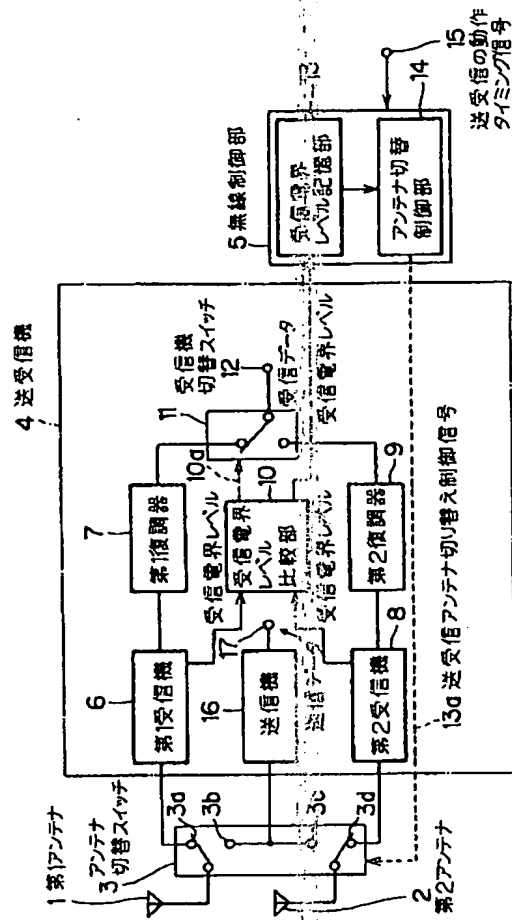 1 第1アンテナ
アンテナ
3 切替スイッチ
3a
3b
3c
3d
2
第2アンテナ
4 送受信機
6
第1受信機
7
第1復調器
16
送信機
17
送信データ
8
第2受信機
9
第2復調器
受信電界レベル
受信電界
レベル
比較部
10
10a
受信電界レベル
11
受信機
切替スイッチ
12
受信データ
受信電界レベル
13a 送受信アンテナ切り替え制御信号
5 無線制御部
受信電界
レベル記憶部
13
アンテナ切替
制御部
14
15
送受信の動作
タイミング信号